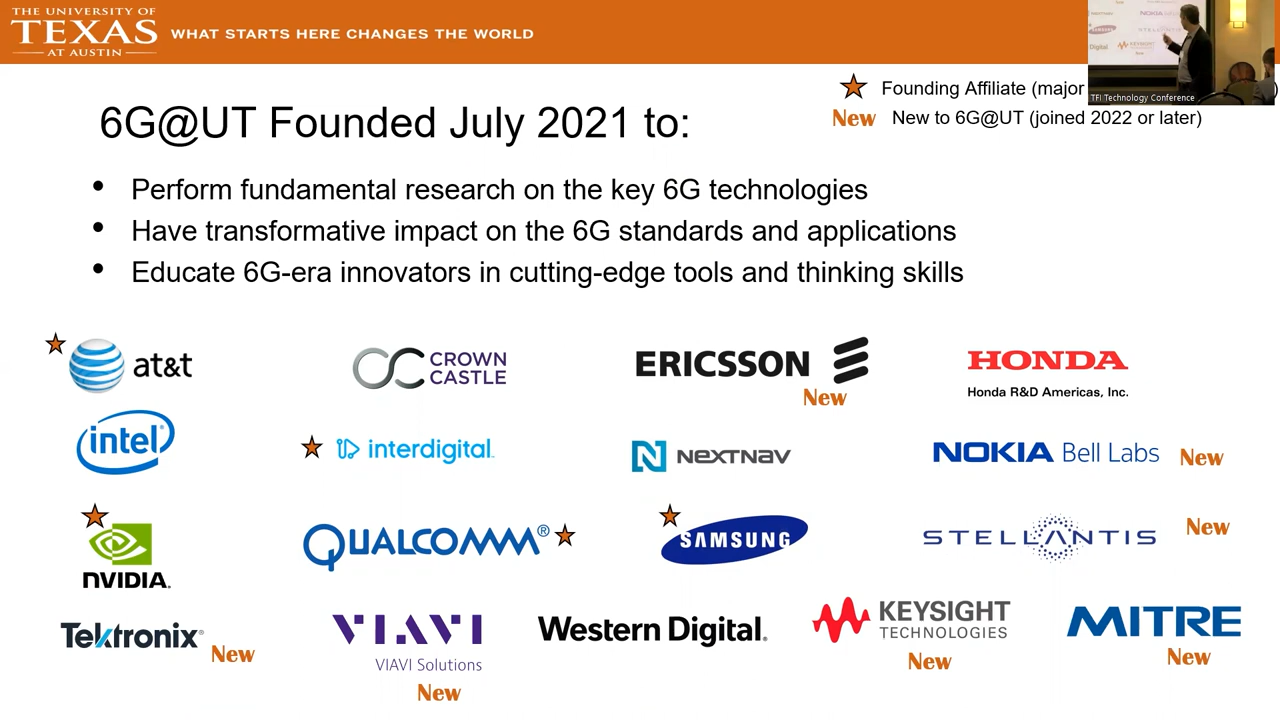 THE UNIVERSITY OF
TEXAS
AT AUSTIN
WHAT STARTS HERE CHANGES THE WORLD
TFI Technology Conference
Founding Affiliate (major
New New to 6G@UT (joined 2022 or later)
6G@UT Founded July 2021 to:
• Perform fundamental research on the key 6G technologies
• Have transformative impact on the 6G standards and applications
• Educate 6G-era innovators in cutting-edge tools and thinking skills
at&t
CROWN
CASTLE
ERICSSON
New
HONDA
Honda R&D Americas, Inc.
intel®
interdigital
NEXTNAV
NOKIA Bell Labs New
NVIDIA.
QUALCOMM®
SAMSUNG
STELLANTIS
New
Tektronix®
New
VIAVI
VIAVI Solutions
New
Western Digital.
KEYSIGHT
TECHNOLOGIES
New
MITRE
New